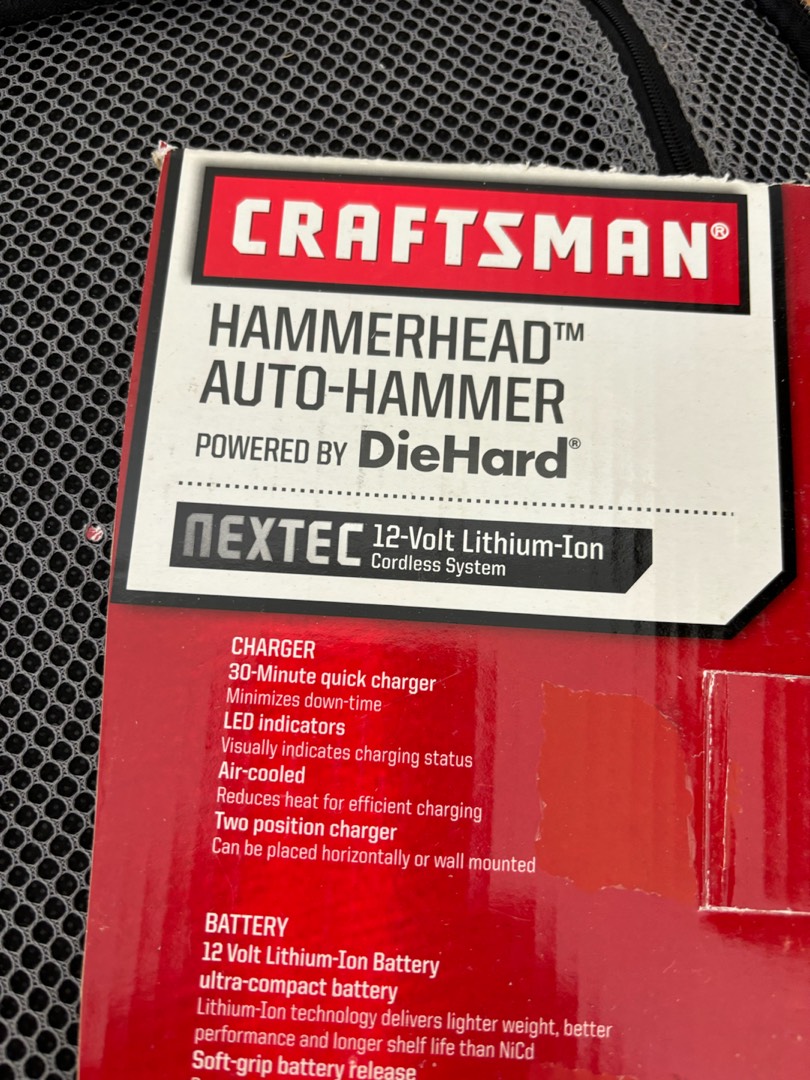 CRAFTSMAN®
HAMMERHEAD™
AUTO-HAMMER
POWERED BY DieHard®
NEXTEC 12-Volt Lithium-Ion
Cordless System
CHARGER
30-Minute quick charger
Minimizes down-time
LED indicators
Visually indicates charging status
Air-cooled
Reduces heat for efficient charging
Two position charger
Can be placed horizontally or wall mounted
BATTERY
12 Volt Lithium-Ion Battery
ultra-compact battery
Lithium-Ion technology delivers lighter weight, better
performance and longer shelf life than NiCd
Soft-grip battery release